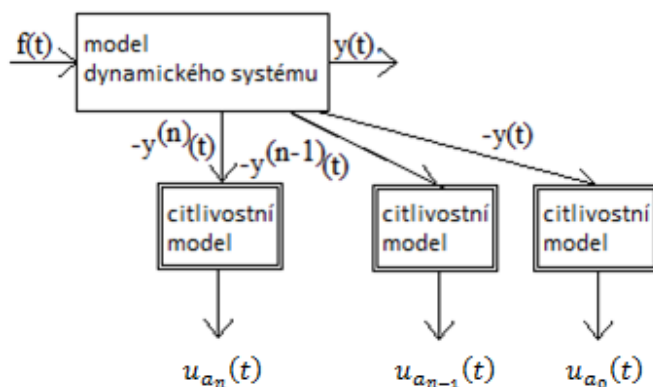 f(t)
model
dynamického systému
y(t)
-y(n)(t)
-y(n-1)(t)
-y(t)
citlivostní
model
citlivostní
model
citlivostní
model
u_{a_n}(t)
u_{a_{n-1}}(t)
u_{a_0}(t)